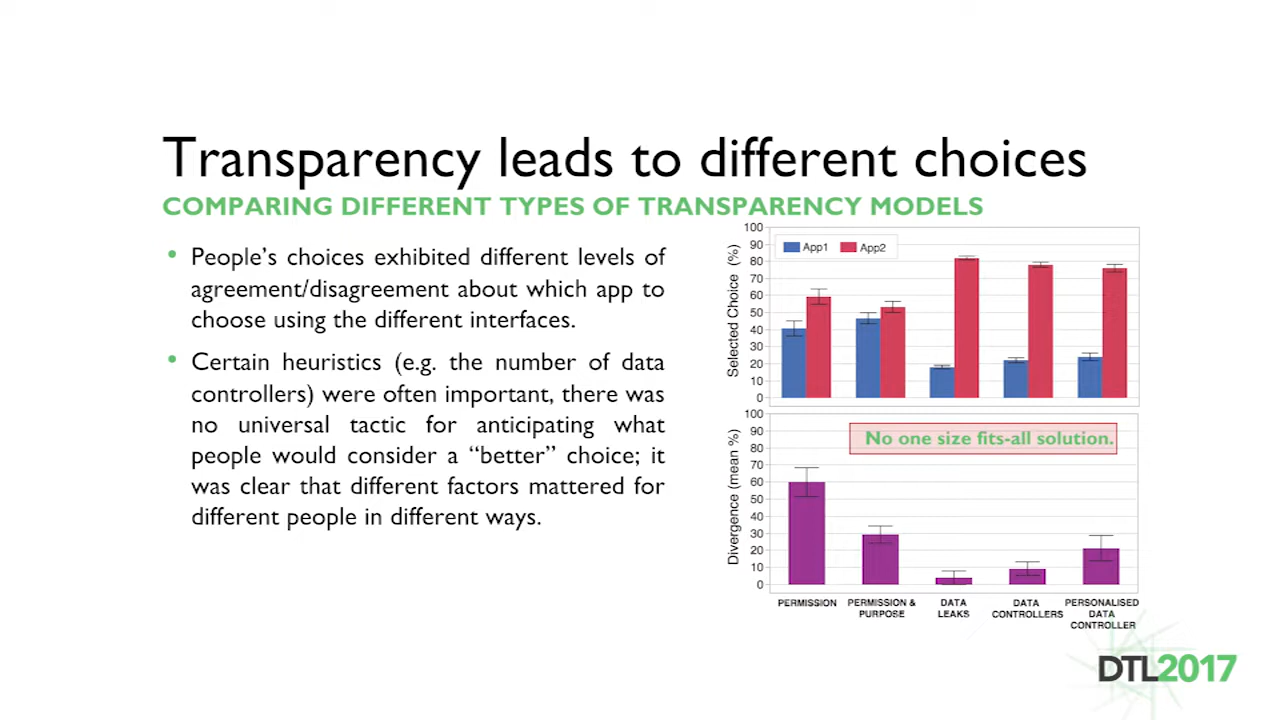 Transparency leads to different choices
COMPARING DIFFERENT TYPES OF TRANSPARENCY MODELS
• People’s choices exhibited different levels of
agreement/disagreement about which app to
choose using the different interfaces.
• Certain heuristics (e.g. the number of data
controllers) were often important, there was
no universal tactic for anticipating what
people would consider a “better” choice; it
was clear that different factors mattered for
different people in different ways.
Selected Choice (%)
100
90
80
70
60
50
40
30
20
10
0
App1 App2
Divergence (mean %)
100
90
80
70
60
50
40
30
20
10
0
No one size fits-all solution.
PERMISSION
PERMISSION &
PURPOSE
DATA
LEAKS
DATA
CONTROLLERS
PERSONALISED
DATA
CONTROLLER
DTL2017